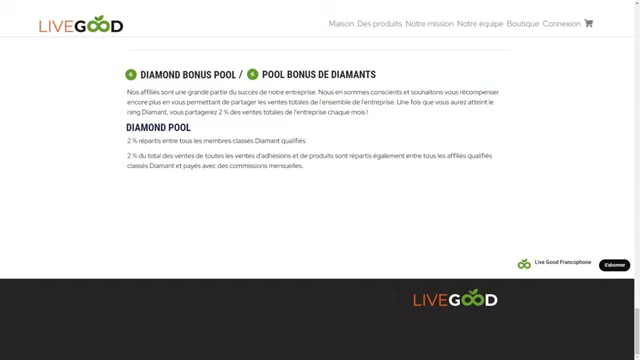 LIVEGOOD
Maison Des produits Notre mission Notre équipe Boutique Connexion
6 DIAMOND BONUS POOL / 6 POOL BONUS DE DIAMANTS
Nos affiliés sont une grande partie du succès de notre entreprise. Nous en sommes conscients et souhaitons vous récompenser
encore plus en vous permettant de partager les ventes totales de l'ensemble de l'entreprise. Une fois que vous aurez atteint le
rang Diamant, vous partagerez 2 % des ventes totales de l'entreprise chaque mois !
DIAMOND POOL
2 % répartis entre tous les membres classés Diamant qualifiés
2 % du total des ventes de toutes les ventes d'adhésions et de produits sont répartis également entre tous les affiliés qualifiés
classés Diamant et payés avec des commissions mensuelles.
Live Good Francophone
S'abonner
LIVEGOOD